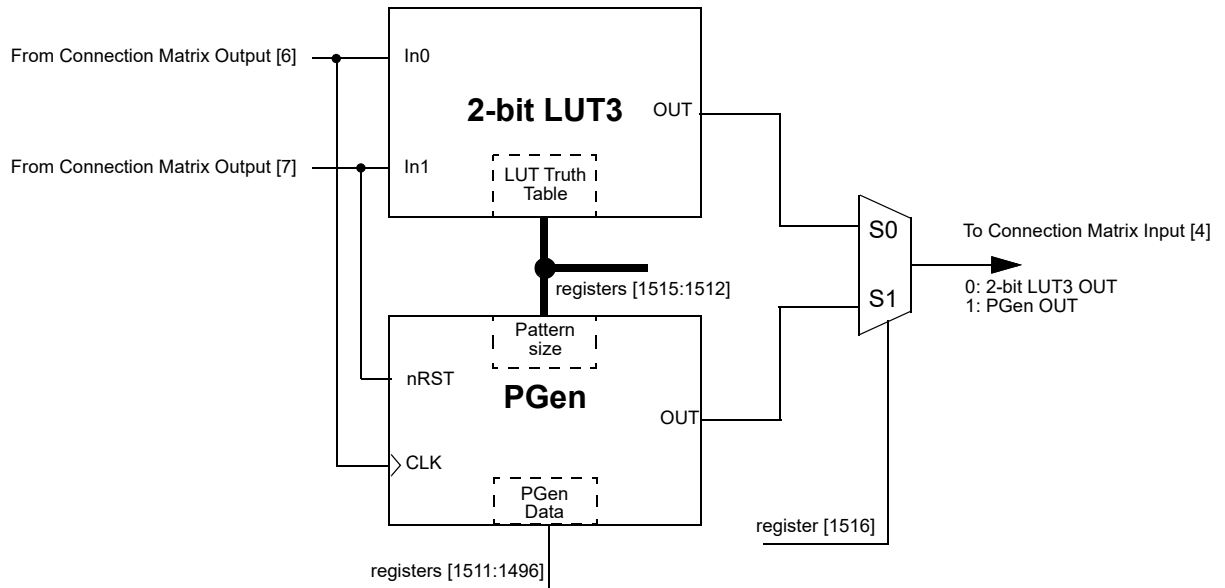 From Connection Matrix Output [6]
In0
2-bit LUT3
OUT
From Connection Matrix Output [7]
In1
LUT Truth
Table
S0
To Connection Matrix Input [4]
registers [1515:1512]
0: 2-bit LUT3 OUT
S1
1: PGen OUT
Pattern
size
nRST
PGen
OUT
CLK
PGen
Data
register [1516]
registers [1511:1496]